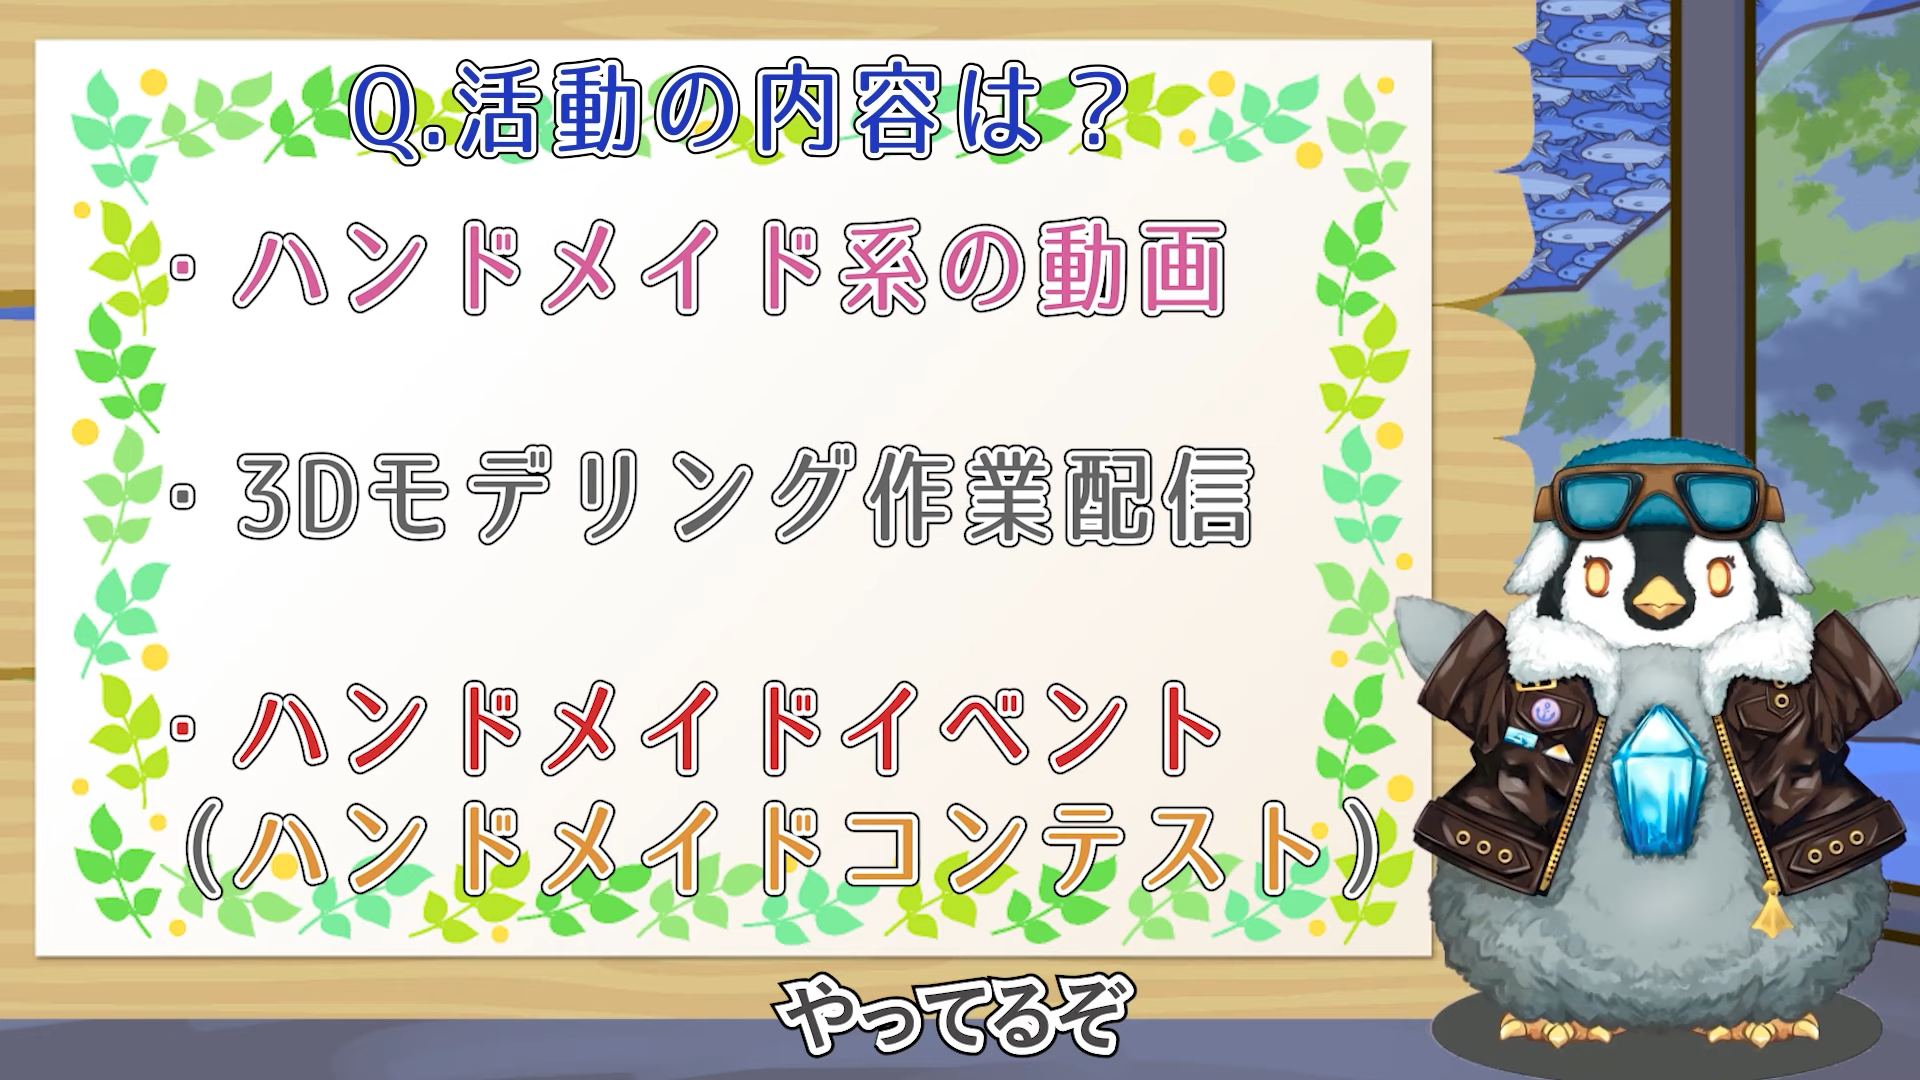 Q.活動の内容は？
・ハンドメイド系の動画
・3Dモデリング作業配信
・ハンドメイドイベント
(ハンドメイドコンテスト)
やってるぞ